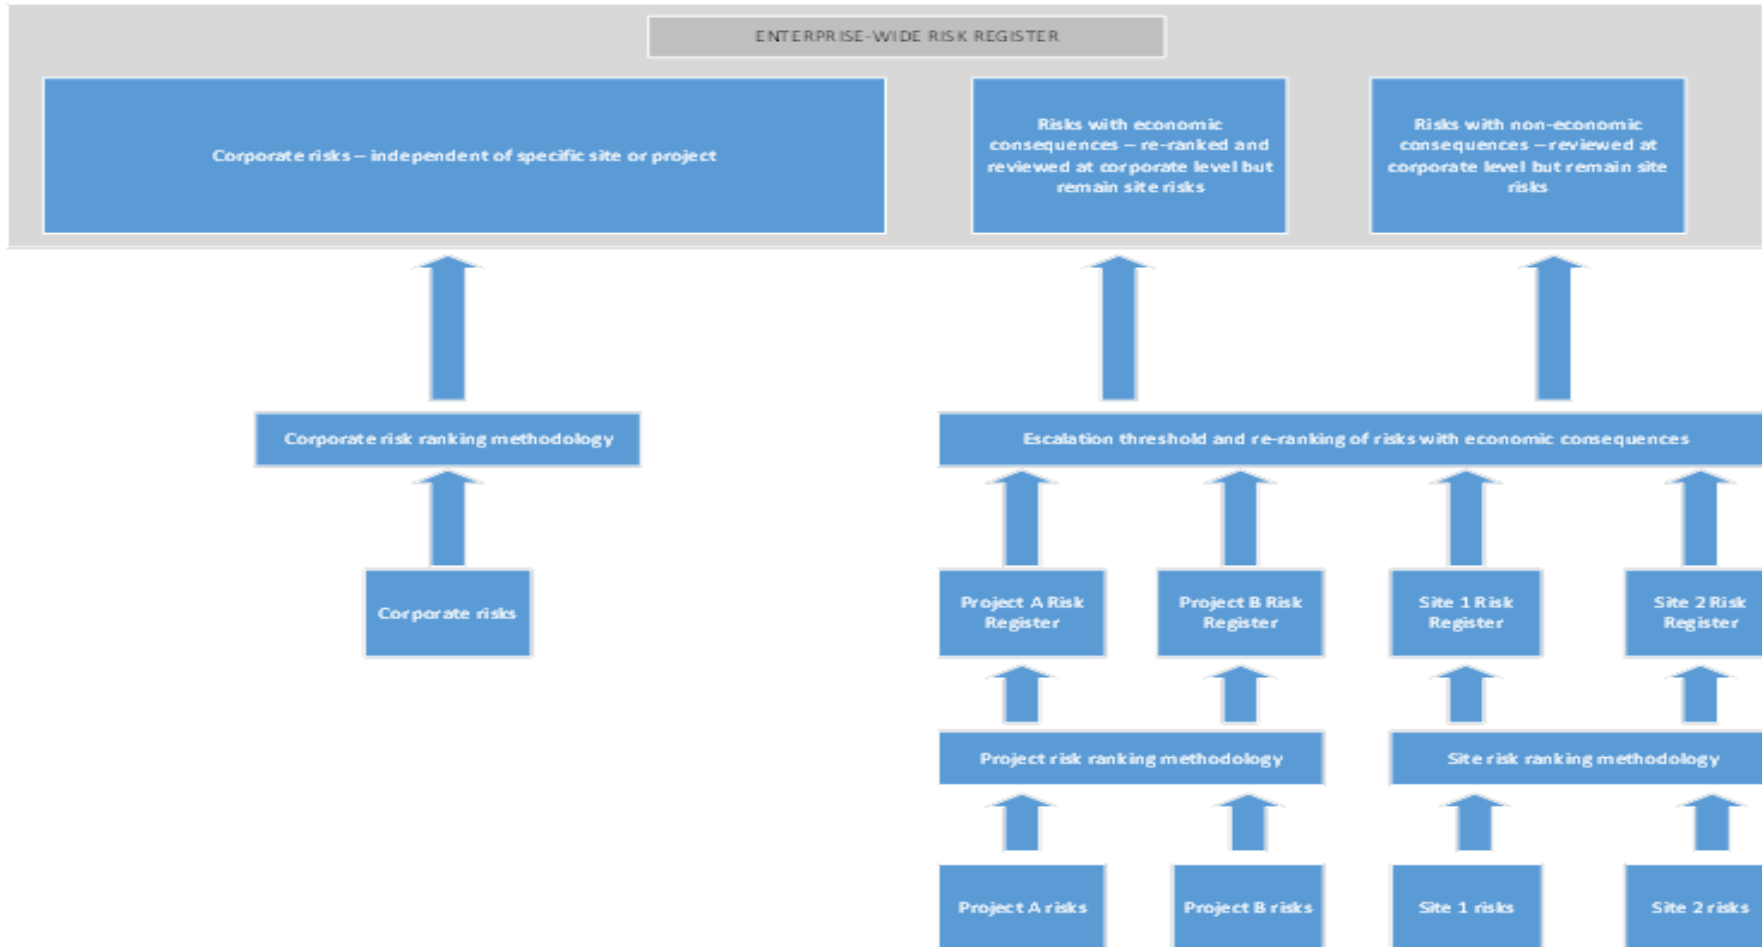 ENTERPRISE-WIDE RISK REGISTER
Corporate risks – independent of specific site or project
Risks with economic
consequences – re-ranked and
reviewed at corporate level but
remain site risks
Risks with non-economic
consequences – reviewed at
corporate level but remain site
risks
Corporate risk ranking methodology
Escalation threshold and re-ranking of risks with economic consequences
Corporate risks
Project A Risk
Register
Project B Risk
Register
Site 1 Risk
Register
Site 2 Risk
Register
Project risk ranking methodology
Site risk ranking methodology
Project A risks
Project B risks
Site 1 risks
Site 2 risks